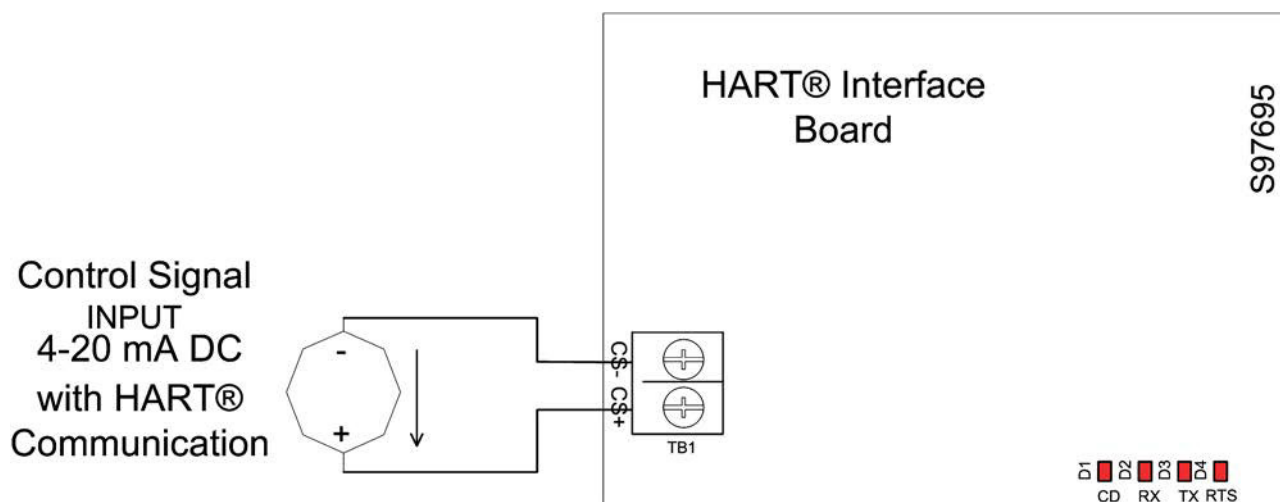 HART® Interface
Board
S97695
Control Signal
INPUT
4-20 mA DC
with HART®
Communication
-
+
CS-
CS+
TB1
D1 D2 D3 D4
CD RX TX RTS